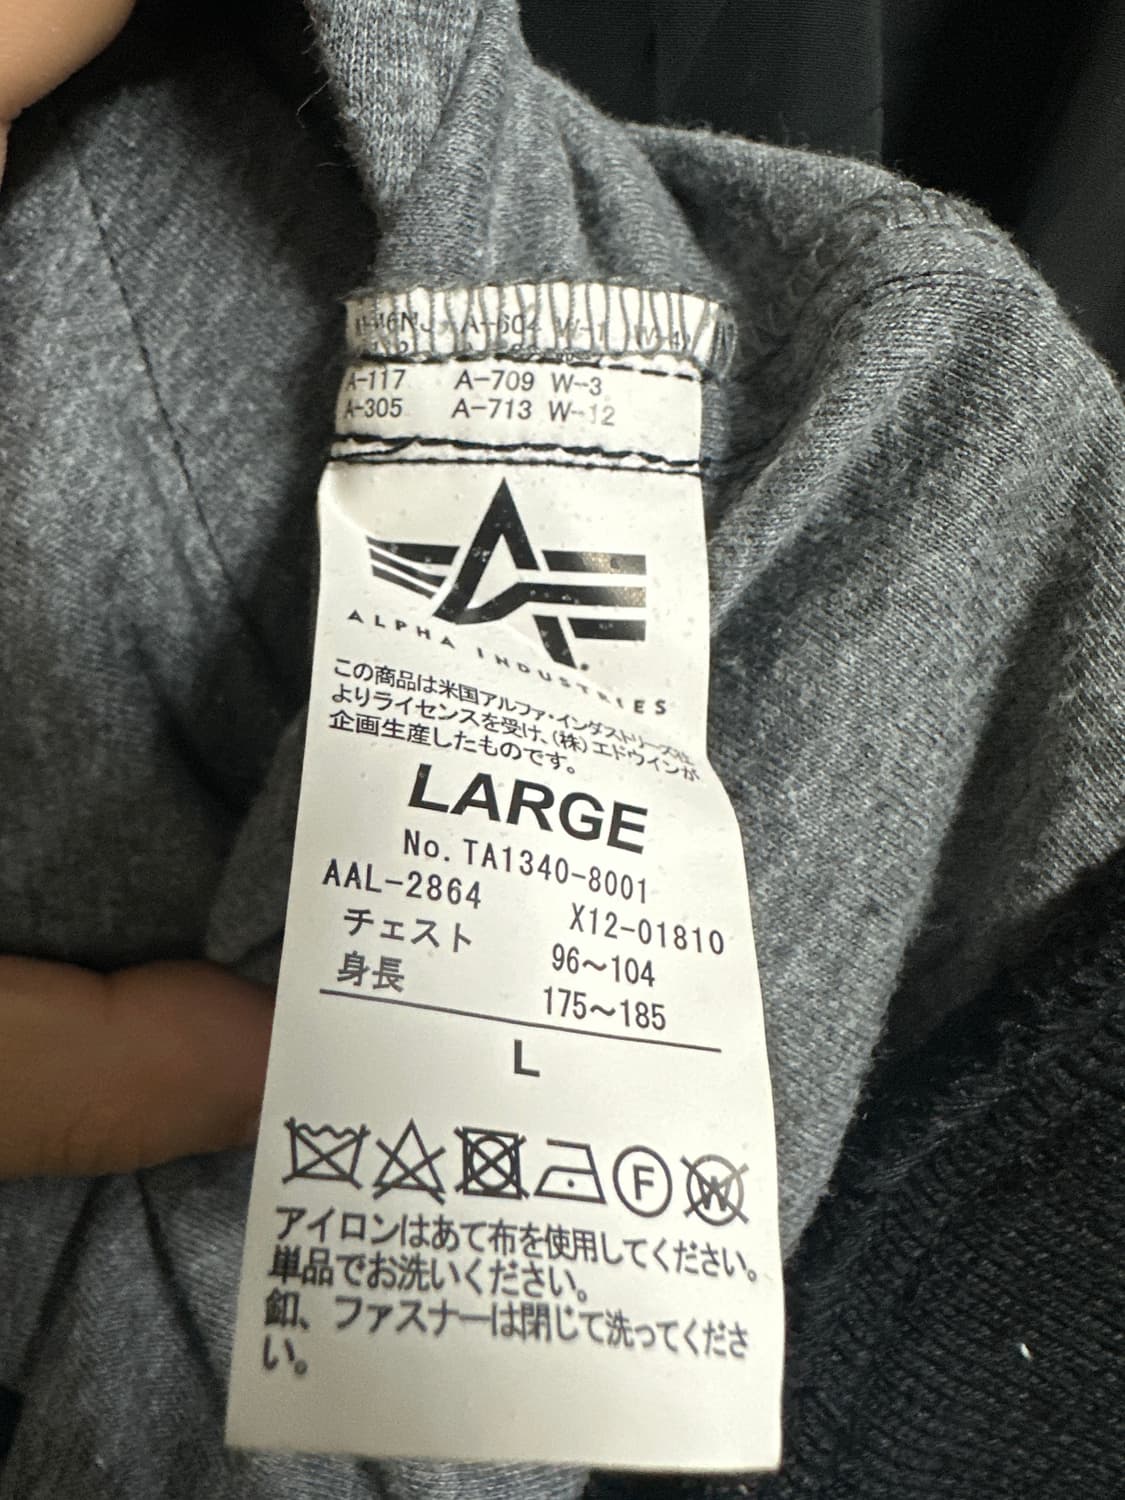 A-604 W-1 W-4
A-117 A-709 W-3
A-305 A-713 W-12
ALPHA INDUSTRIES
この商品は米国アルファ・インダストリーズ社
よりライセンスを受け、(株)エドウインが
企画生産したものです。
LARGE
No. TA1340-8001
AAL-2864 X12-01810
チェスト 96~104
身長 175~185
L
F W
アイロンはあて布を使用してください。
単品でお洗いください。
釦、ファスナーは閉じて洗ってくださ
い。